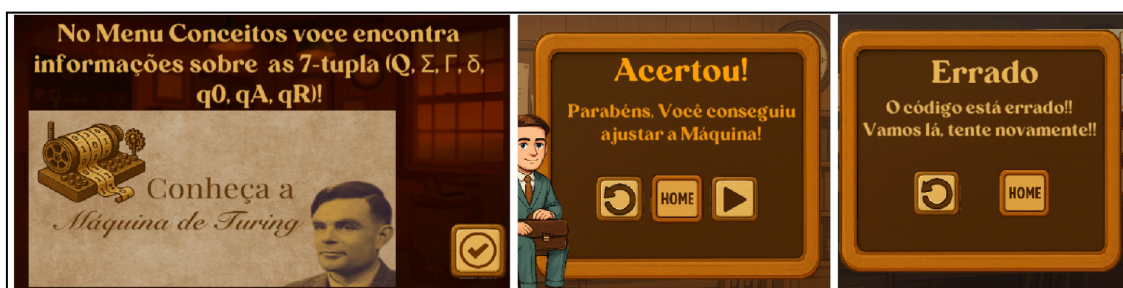 No Menu Conceitos voce encontra
informações sobre as 7-tupla (Q, Σ, Γ, δ,
q0, qA, qR)!
Conheça a
Máquina de Turing
Acertou!
Parabéns, Você conseguiu
ajustar a Máquina!
HOME
Errado
O código está errado!!
Vamos lá, tente novamente!!
HOME